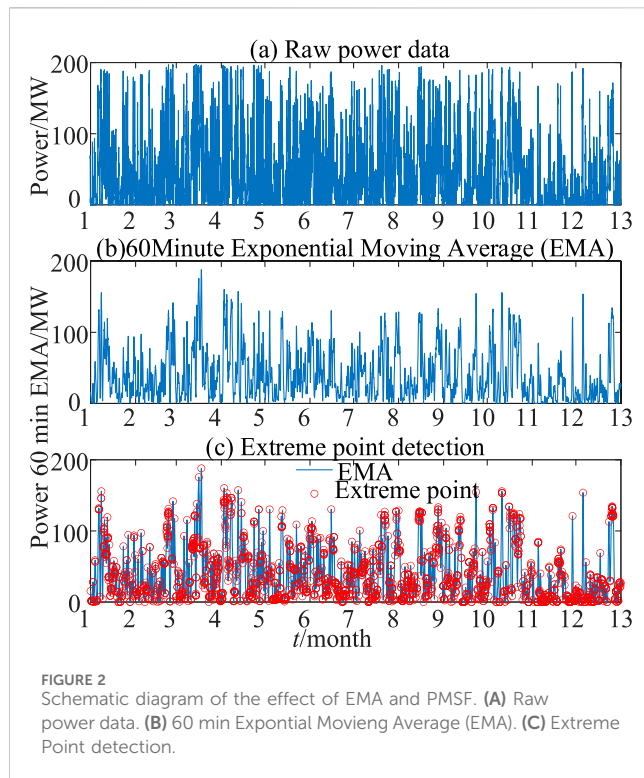 (a) Raw power data
200
100
0
Power/MW
1 2 3 4 5 6 7 8 9 10 11 12 13
(b)60Minute Exponential Moving Average (EMA)
200
100
0
Power 60 min EMA/MW
1 2 3 4 5 6 7 8 9 10 11 12 13
(c) Extreme point detection
EMA
Extreme point
200
100
0
1 2 3 4 5 6 7 8 9 10 11 12 13
t/month
FIGURE 2
Schematic diagram of the effect of EMA and PMSF. (A) Raw
power data. (B) 60 min Expontial Movieng Average (EMA). (C) Extreme
Point detection.